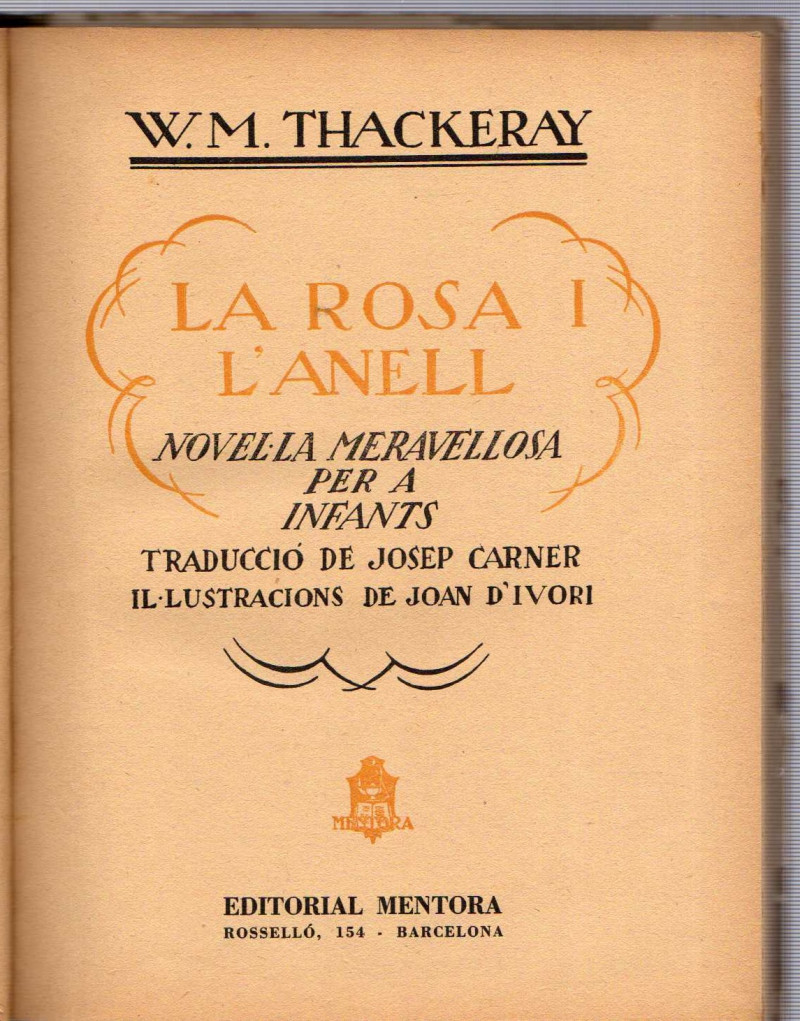 W. M. THACKERAY
LA ROSA I
L'ANELL
NOVEL·LA MERAVELLOSA
PER A
INFANTS
TRADUCCIÓ DE JOSEP CARNER
IL·LUSTRACIONS DE JOAN D'IVORI
MENTORA
EDITORIAL MENTORA
ROSSELLÓ, 154 - BARCELONA